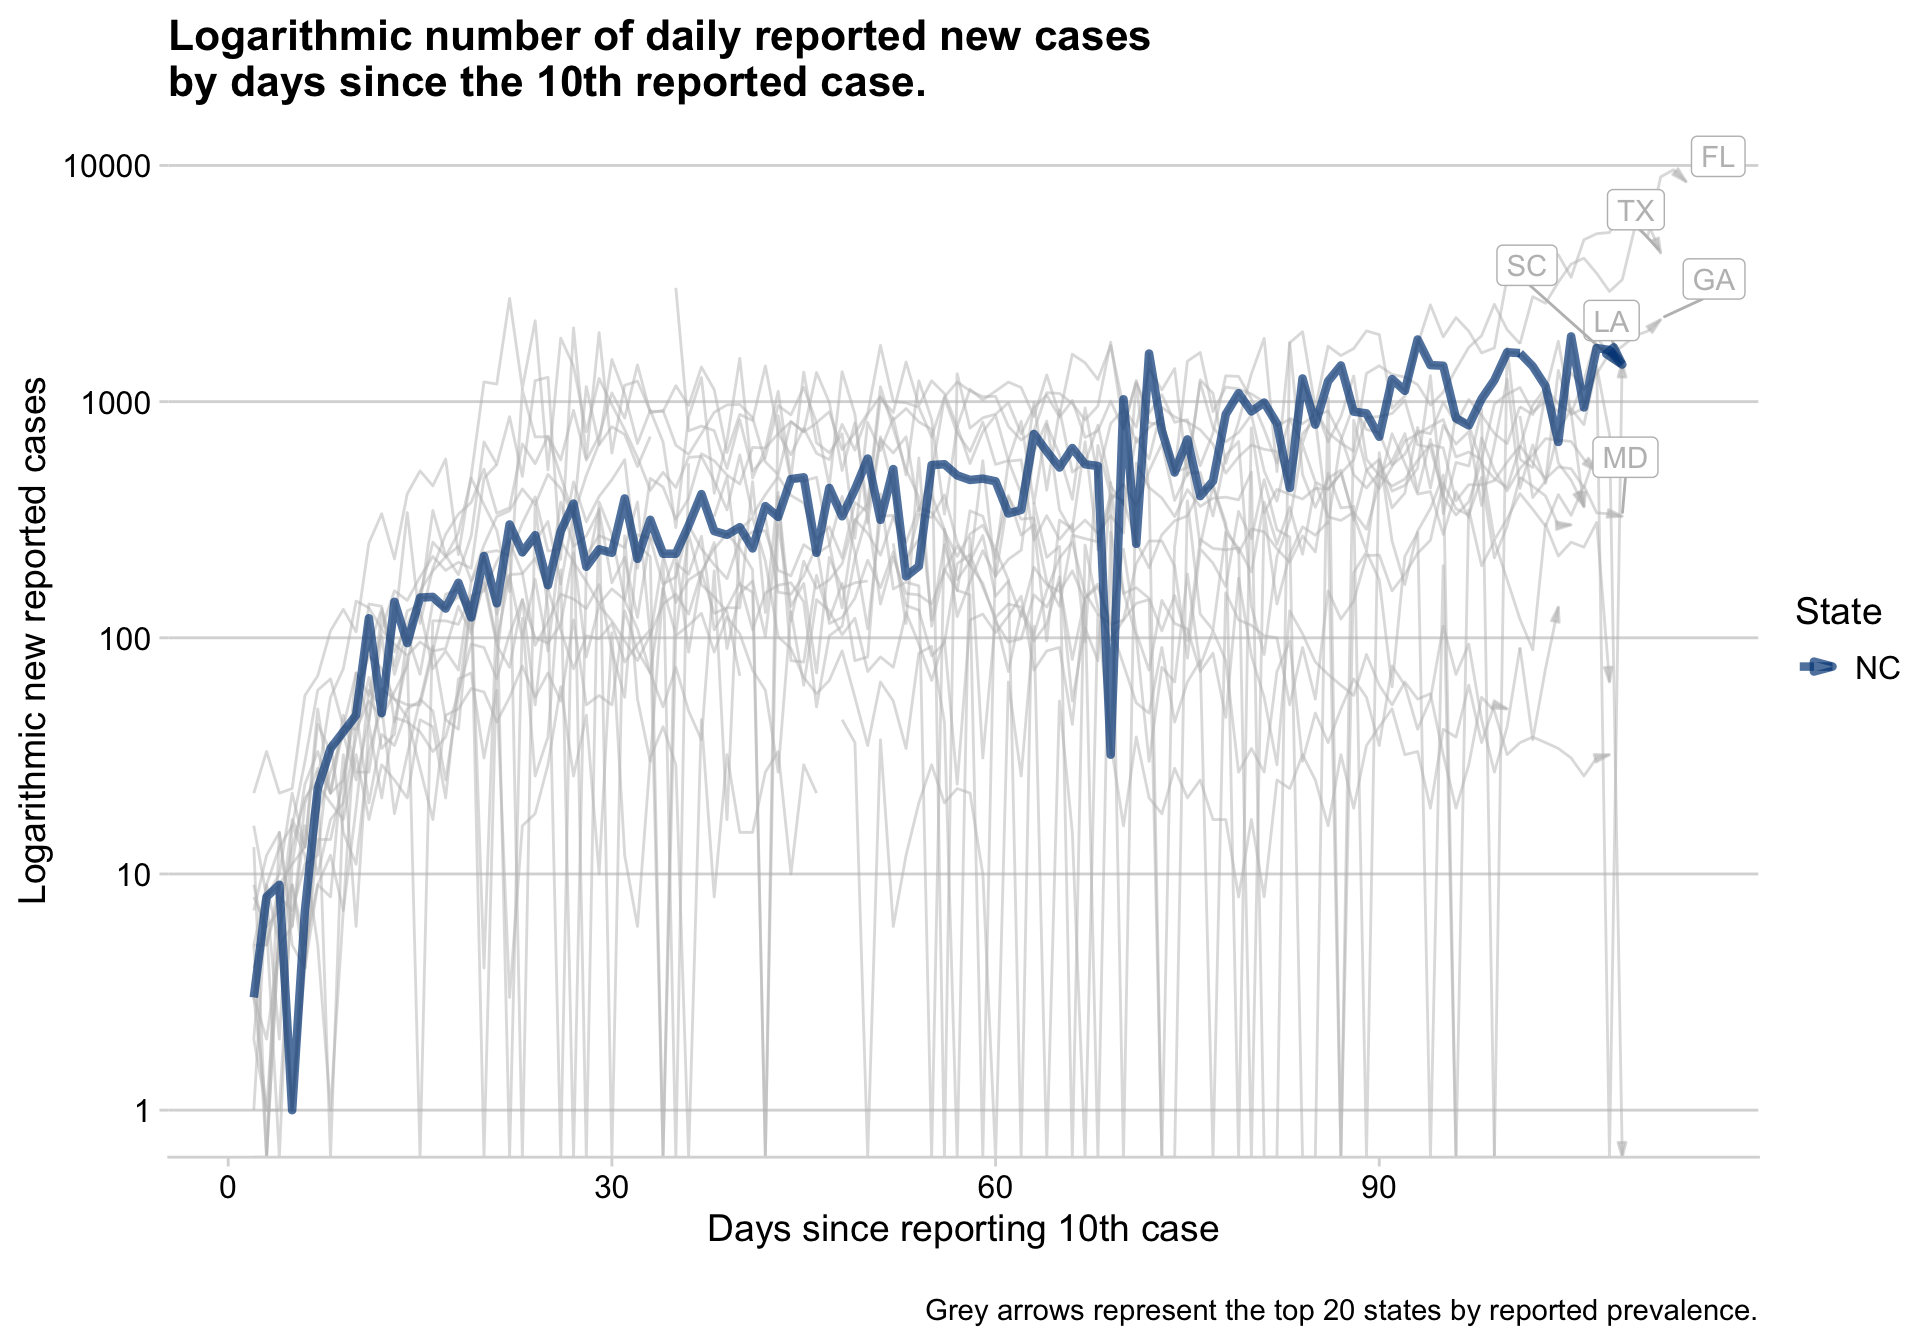 Logarithmic number of daily reported new cases
by days since the 10th reported case.
Logarithmic new reported cases
10000
1000
100
10
1
FL
TX
SC
GA
LA
MD
State
NC
0
30
60
90
Days since reporting 10th case
Grey arrows represent the top 20 states by reported prevalence.